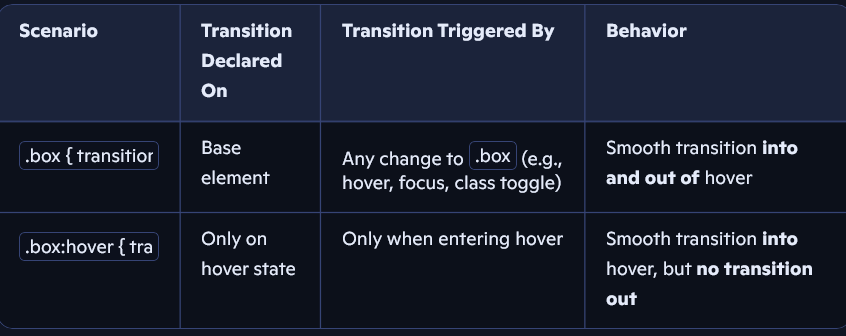 Scenario
Transition
Declared
On
Transition Triggered By
Behavior
.box { transition
Base
element
Any change to .box (e.g.,
hover, focus, class toggle)
Smooth transition into
and out of hover
.box:hover { tra
Only on
hover state
Only when entering hover
Smooth transition into
hover, but no transition
out